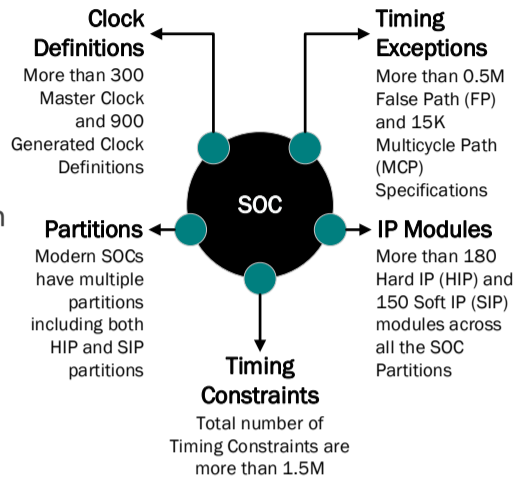 Clock
Definitions
More than 300
Master Clock
and 900
Generated Clock
Definitions
Timing
Exceptions
More than 0.5M
False Path (FP)
and 15K
Multicycle Path
(MCP)
Specifications
SOC
Partitions
Modern SOCs
have multiple
partitions
including both
HIP and SIP
partitions
IP Modules
More than 180
Hard IP (HIP) and
150 Soft IP (SIP)
modules across
all the SOC
Partitions
Timing
Constraints
Total number of
Timing Constraints are
more than 1.5M